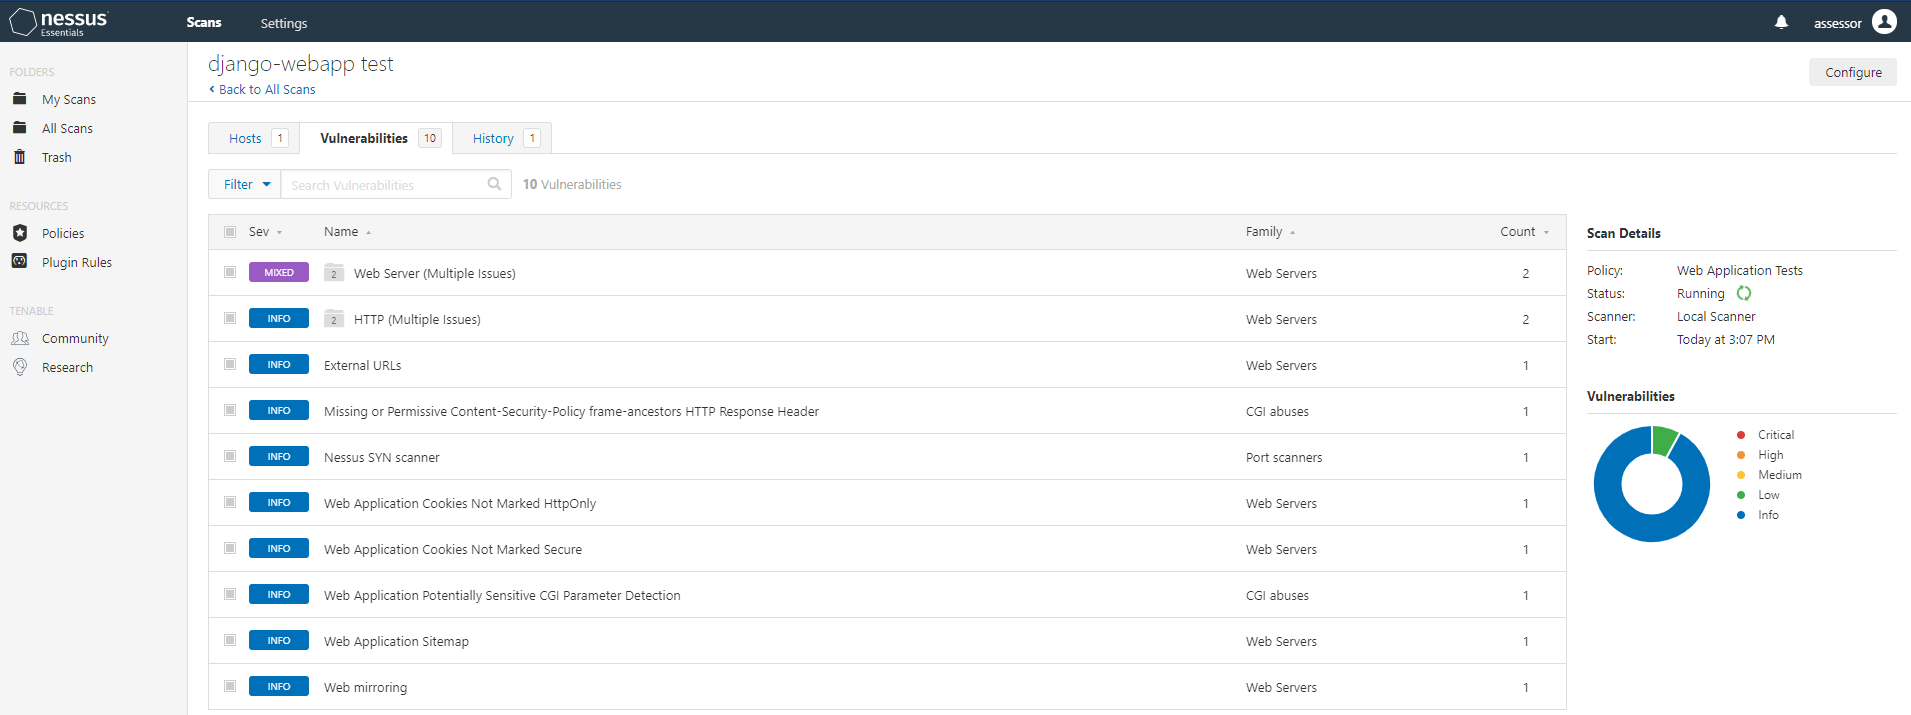 nessus
Essentials
Scans
Settings
assessor
FOLDERS
My Scans
All Scans
Trash
RESOURCES
Policies
Plugin Rules
TENABLE
Community
Research
django-webapp test
Back to All Scans
Configure
Hosts 1
Vulnerabilities 10
History 1
Filter
Search Vulnerabilities
10 Vulnerabilities
Sev Name Family Count
MIXED 2 Web Server (Multiple Issues) Web Servers 2
INFO 2 HTTP (Multiple Issues) Web Servers 2
INFO External URLs Web Servers 1
INFO Missing or Permissive Content-Security-Policy frame-ancestors HTTP Response Header CGI abuses 1
INFO Nessus SYN scanner Port scanners 1
INFO Web Application Cookies Not Marked HttpOnly Web Servers 1
INFO Web Application Cookies Not Marked Secure Web Servers 1
INFO Web Application Potentially Sensitive CGI Parameter Detection CGI abuses 1
INFO Web Application Sitemap Web Servers 1
INFO Web mirroring Web Servers 1
Scan Details
Policy: Web Application Tests
Status: Running
Scanner: Local Scanner
Start: Today at 3:07 PM
Vulnerabilities
Critical
High
Medium
Low
Info